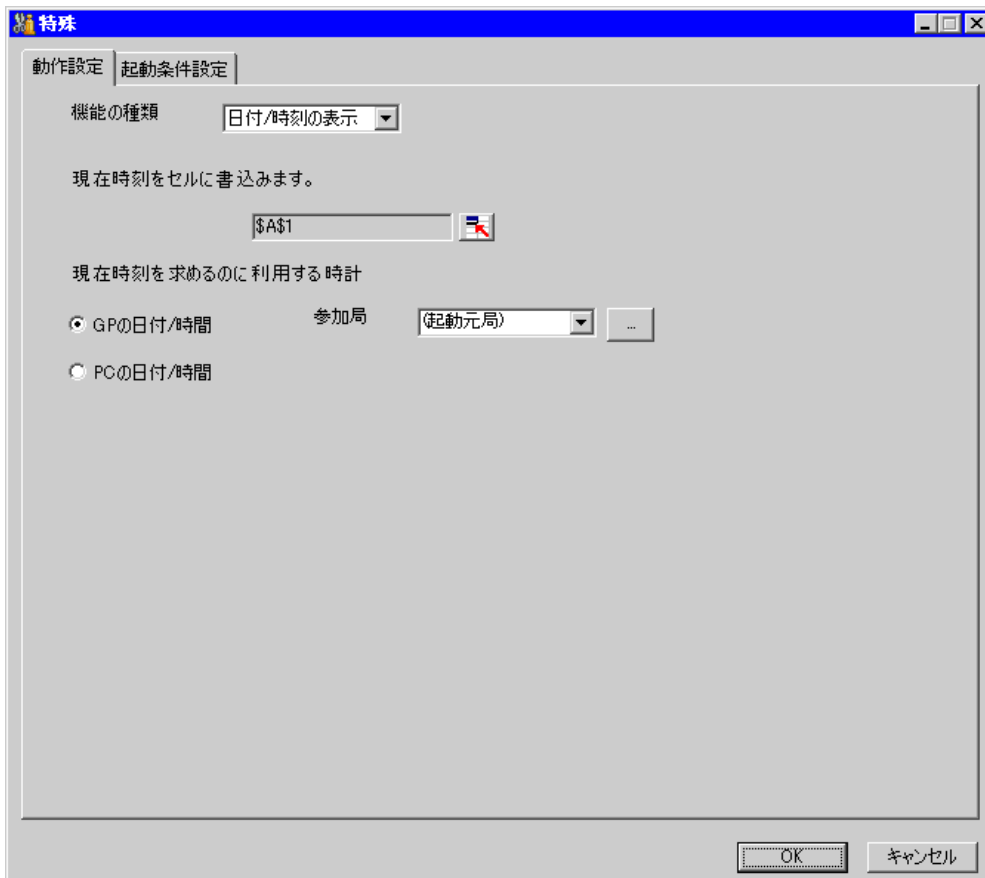 特殊
動作設定 起動条件設定
機能の種類 日付/時刻の表示
現在時刻をセルに書込みます。
$A$1
現在時刻を求めるのに利用する時計
GPの日付/時間 参加局 (起動元局) ...
PCの日付/時間
OK キャンセル